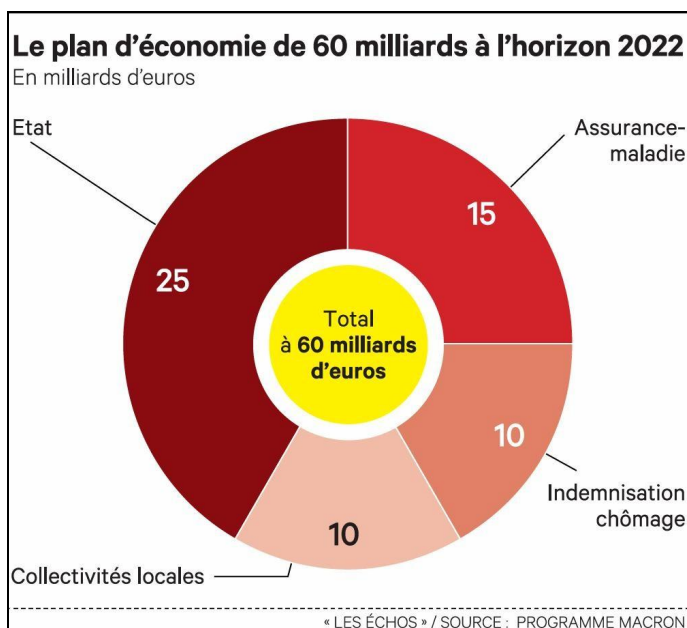 Le plan d’économie de 60 milliards à l’horizon 2022
En milliards d’euros
Etat
Assurance-
maladie
15
25
Total
à 60 milliards
d’euros
10
Indemnisation
chômage
10
Collectivités locales
« LES ÉCHOS » / SOURCE : PROGRAMME MACRON